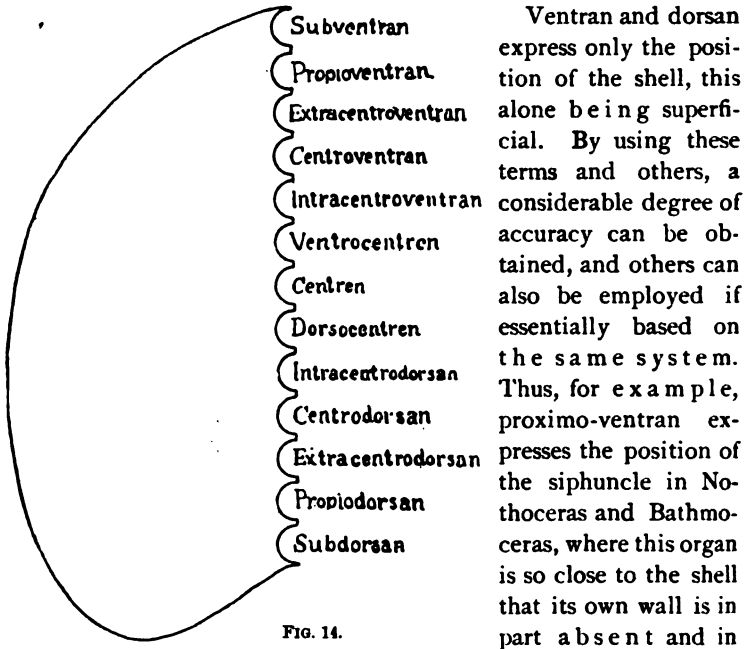 Subventran
Propioventran
Extracentroventran
Centroventran
Intracentroventran
Ventrocentren
Centren
Dorsocentren
Intracentrodorsan
Centrodorsan
Extracentrodorsan
Propiodorsan
Subdorsan
FIG. 14.
Ventran and dorsan
express only the posi-
tion of the shell, this
alone being superfi-
cial. By using these
terms and others, a
considerable degree of
accuracy can be ob-
tained, and others can
also be employed if
essentially based on
the same system.
Thus, for example,
proximo-ventran ex-
presses the position of
the siphuncle in No-
thoceras and Bathmo-
ceras, where this organ
is so close to the shell
that its own wall is in
part absent and in